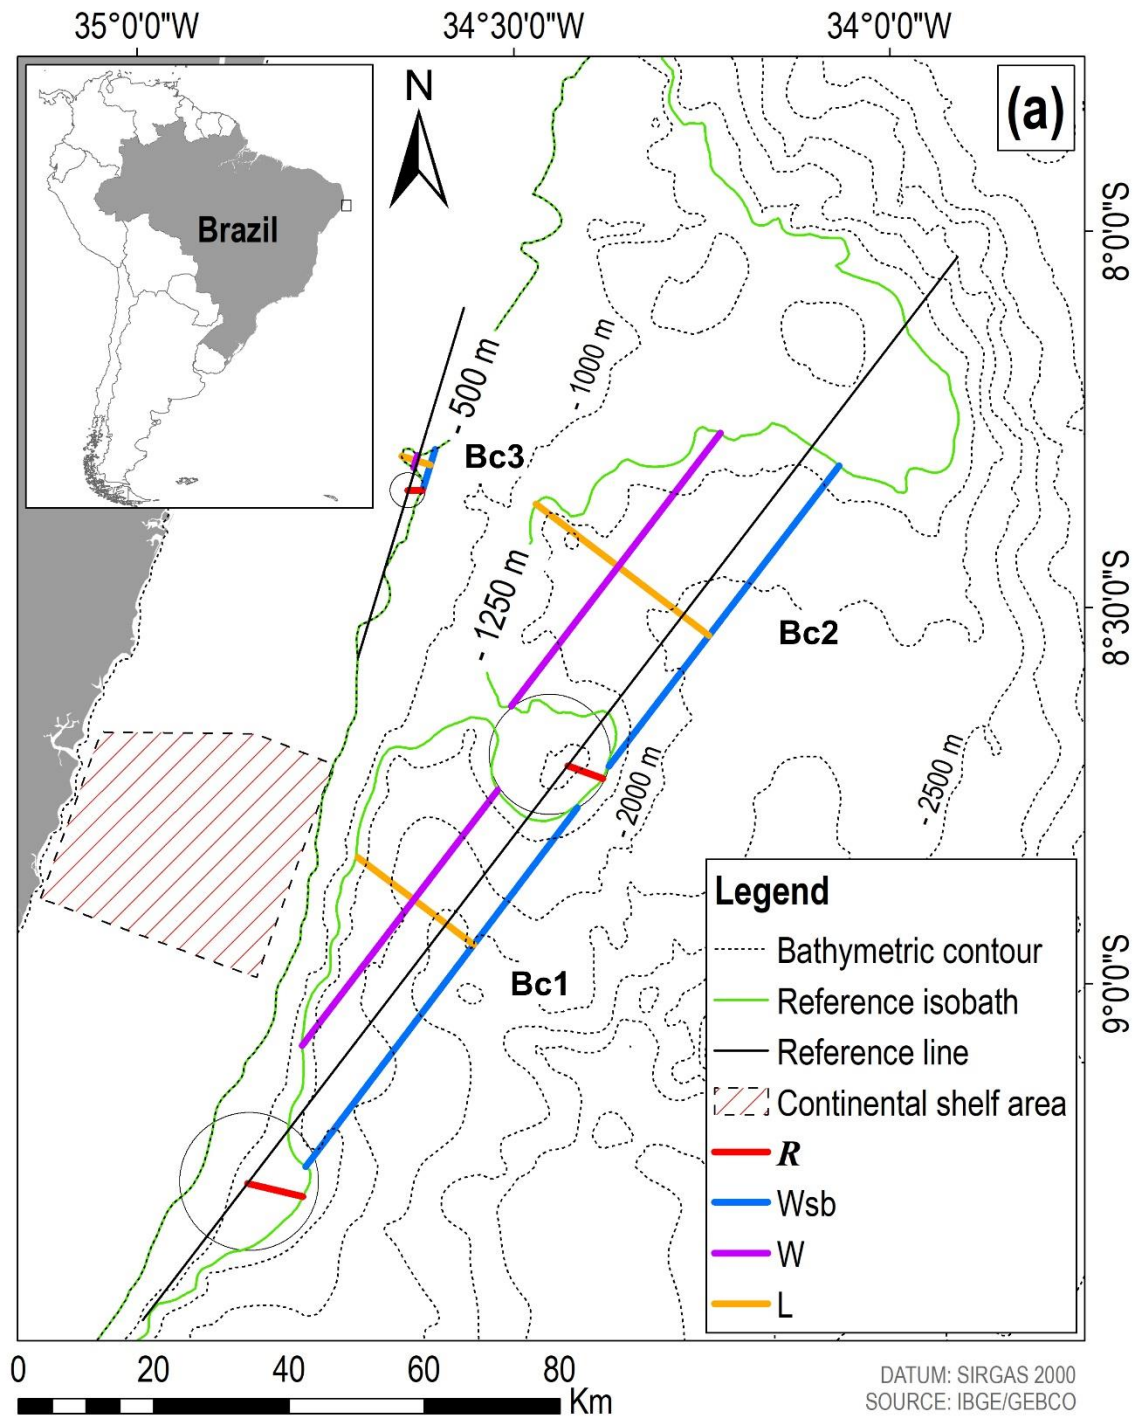 35°0'0"W 34°30'0"W 34°0'0"W
N
(a)
Brazil
8°0'0"S
- 500 m
- 1000 m
Bc3
- 1250 m
8°30'0"S
Bc2
- 2000 m
- 2500 m
Bc1
9°0'0"S
Legend
Bathymetric contour
Reference isobath
Reference line
Continental shelf area
R
Wsb
W
L
0 20 40 60 80
Km
DATUM: SIRGAS 2000
SOURCE: IBGE/GEBCO